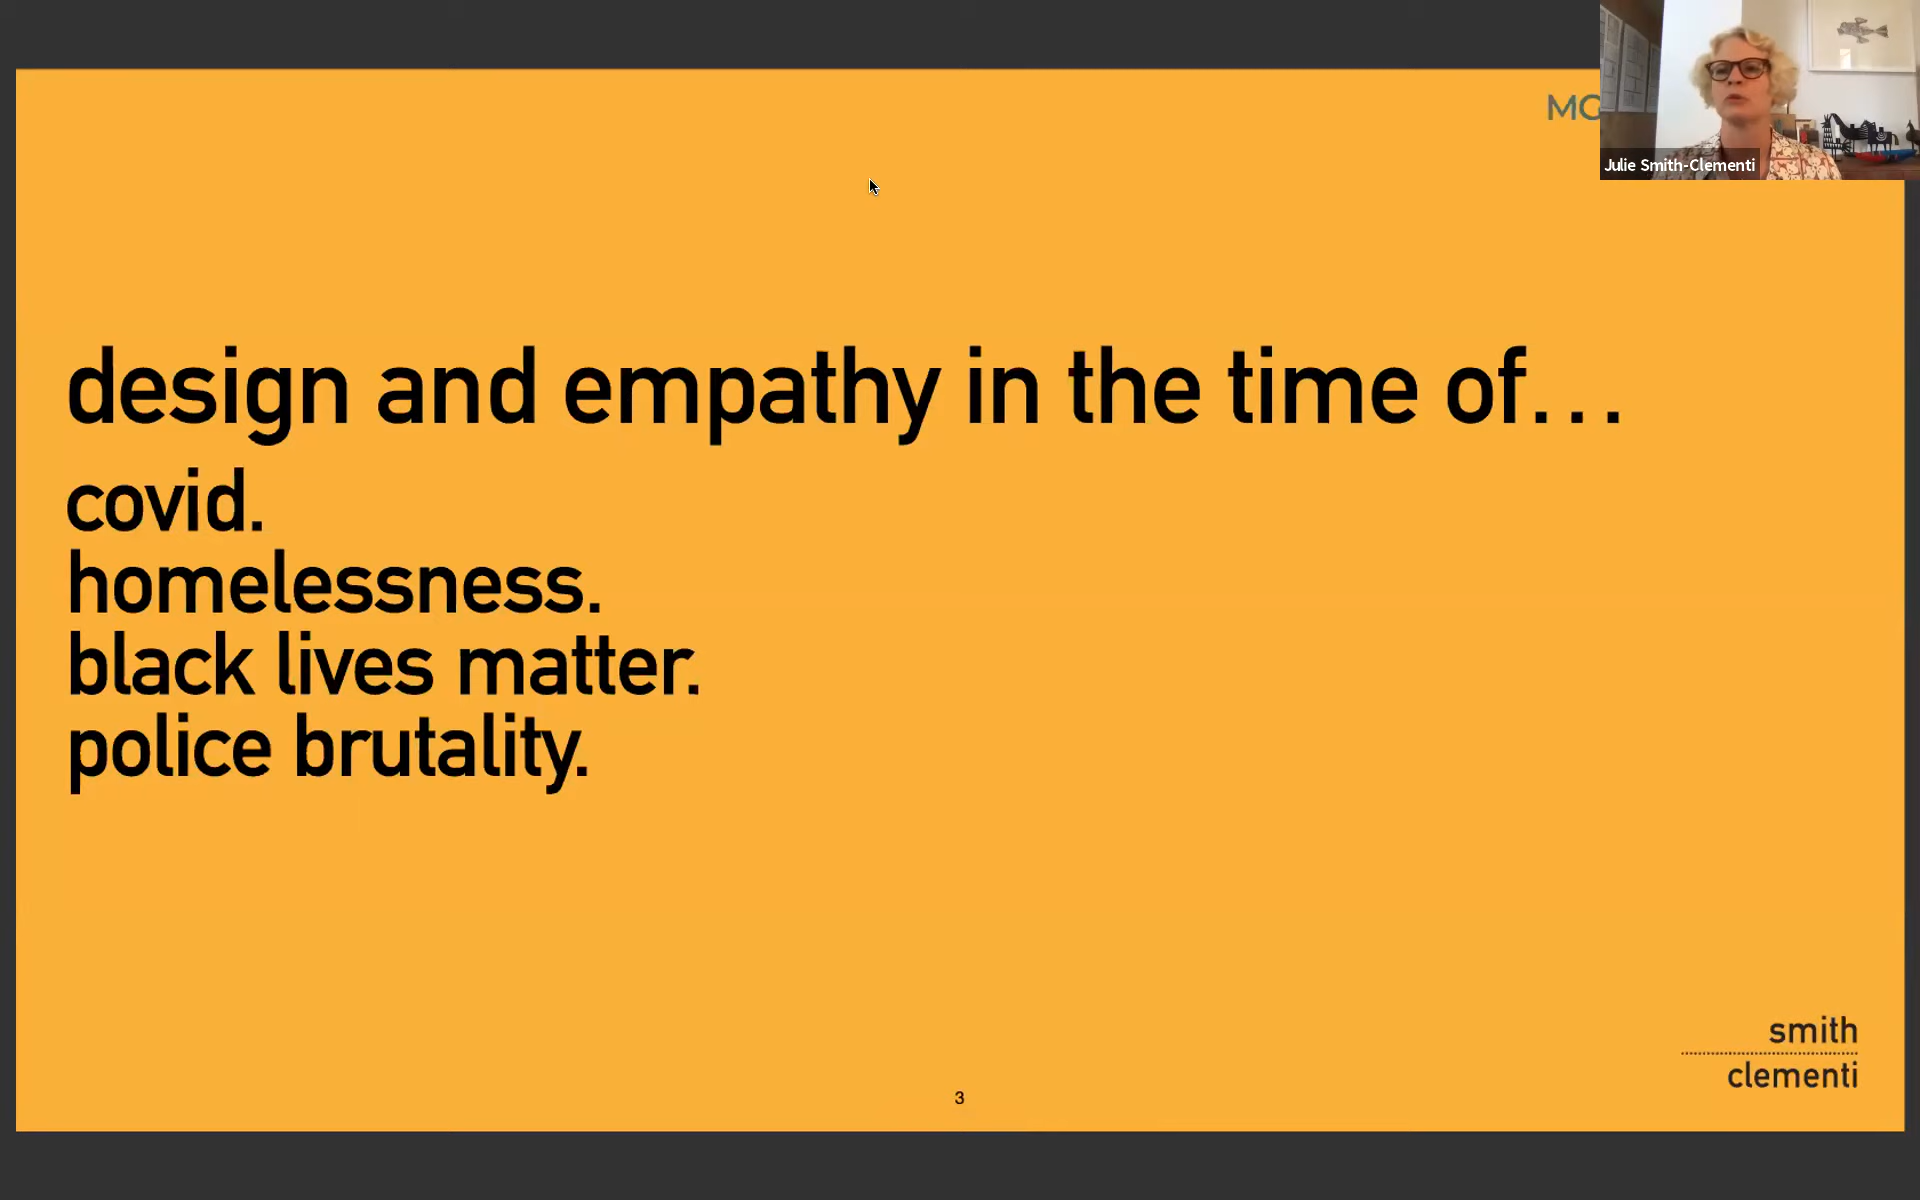 Julie Smith-Clementi
design and empathy in the time of...
covid.
homelessness.
black lives matter.
police brutality.
smith
clementi
3